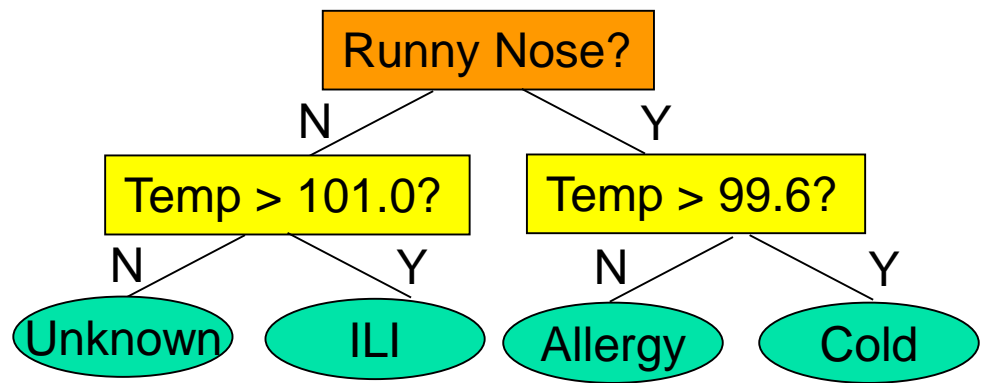 Runny Nose?
N
Y
Temp > 101.0?
Temp > 99.6?
N
Y
N
Y
Unknown
ILI
Allergy
Cold